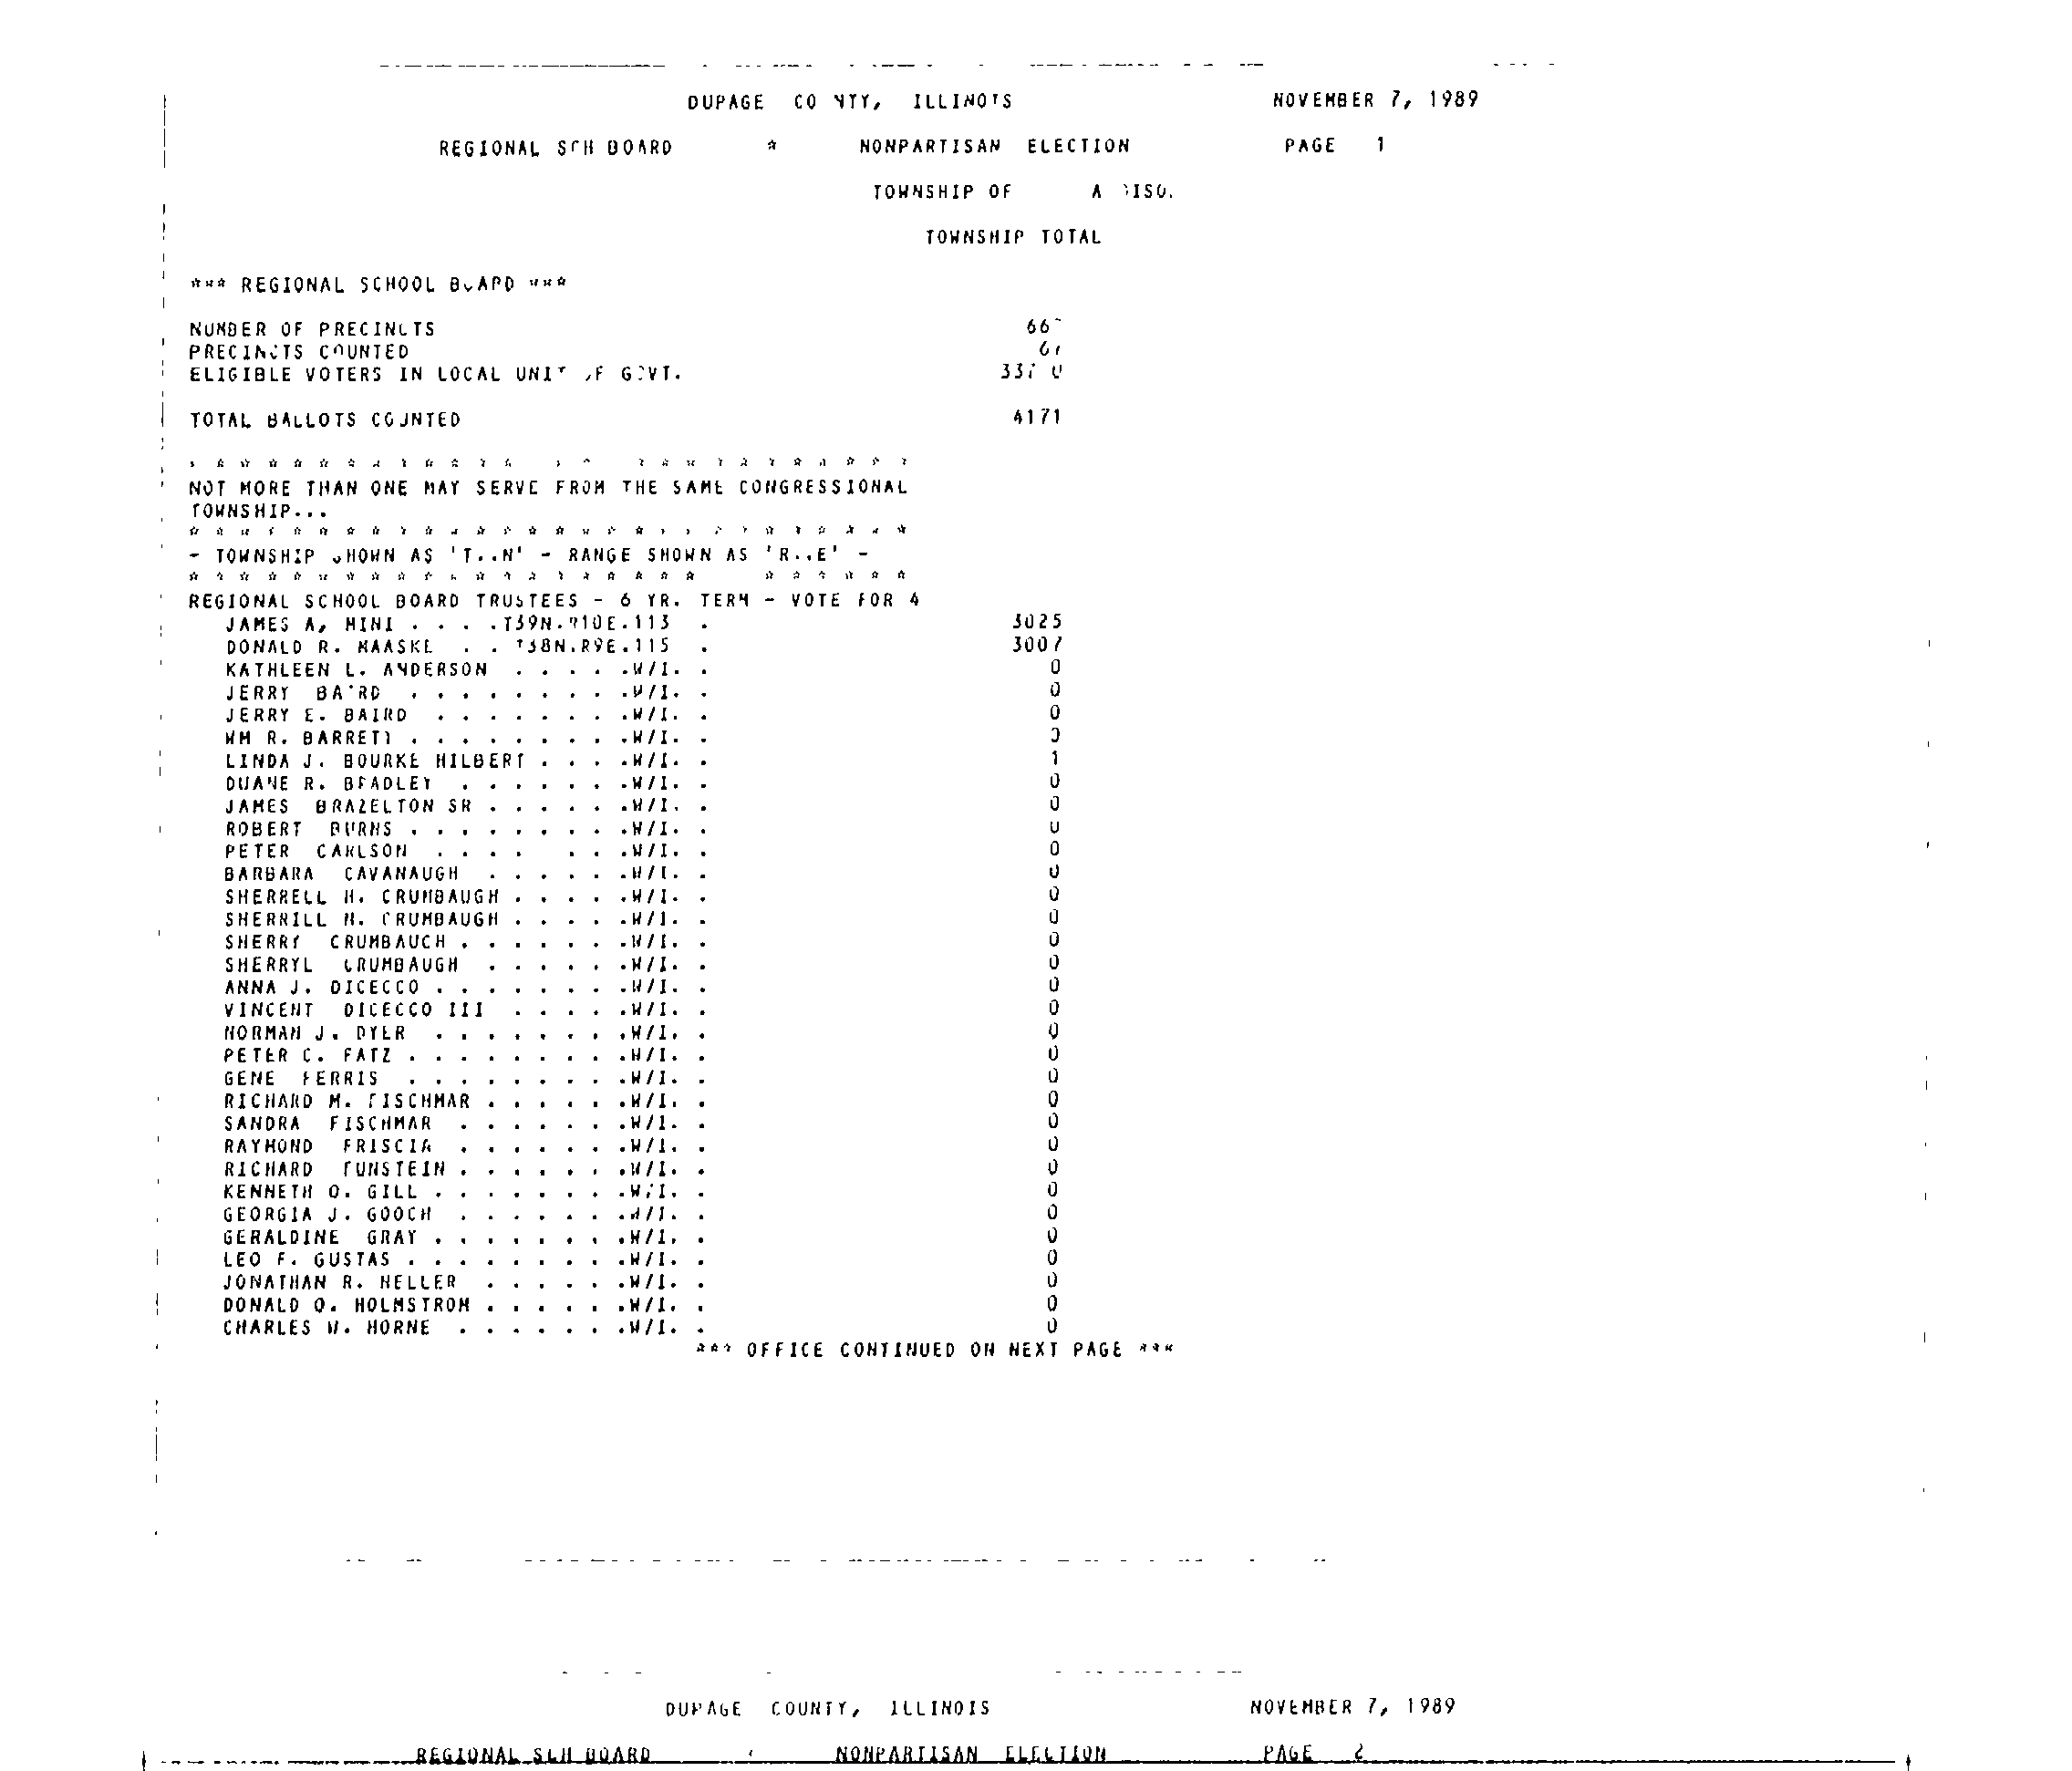 DUPAGE COUNTY, ILLINOIS NOVEMBER 7, 1989
REGIONAL SCH BOARD * NONPARTISAN ELECTION PAGE 1
TOWNSHIP OF
TOWNSHIP TOTAL
*** REGIONAL SCHOOL BOARD ***
NUMBER OF PRECINCTS
PRECINCTS COUNTED
ELIGIBLE VOTERS IN LOCAL UNIT OF GOVT.
TOTAL BALLOTS COUNTED 4171
NOT MORE THAN ONE MAY SERVE FROM THE SAME CONGRESSIONAL
TOWNSHIP...
- TOWNSHIP SHOWN AS 'T..N' - RANGE SHOWN AS 'R..E' -
REGIONAL SCHOOL BOARD TRUSTEES - 6 YR. TERM - VOTE FOR 4
JAMES A. MINI . . . .T39N.R10E.113 . 3025
DONALD R. MAASKE . . T38N.R9E.115 . 3007
KATHLEEN L. ANDERSON . . . . .W/I. . 0
JERRY BAIRD . . . . . . . . .W/I. . 0
JERRY E. BAIRD . . . . . . . .W/I. . 0
WM R. BARRETT . . . . . . . . .W/I. . 0
LINDA J. BOURKE HILBERT . . . .W/I. . 1
DUANE R. BRADLEY . . . . . . .W/I. . 0
JAMES BRAZELTON SR . . . . . .W/I. . 0
ROBERT BURNS . . . . . . . . .W/I. . 0
PETER CARLSON . . . . . . .W/I. . 0
BARBARA CAVANAUGH . . . . . .W/I. . 0
SHERRELL H. CRUMBAUGH . . . . .W/I. . 0
SHERRILL H. CRUMBAUGH . . . . .W/I. . 0
SHERRY CRUMBAUCH . . . . . . .W/I. . 0
SHERRYL CRUMBAUGH . . . . . .W/I. . 0
ANNA J. DICECCO . . . . . . . .W/I. . 0
VINCENT DICECCO III . . . . .W/I. . 0
NORMAN J. DYER . . . . . . . .W/I. . 0
PETER C. FATZ . . . . . . . . .W/I. . 0
GENE FERRIS . . . . . . . . .W/I. . 0
RICHARD M. FISCHMAR . . . . . .W/I. . 0
SANDRA FISCHMAR . . . . . . .W/I. . 0
RAYMOND FRISCIA . . . . . . .W/I. . 0
RICHARD FUNSTEIN . . . . . . .W/I. . 0
KENNETH O. GILL . . . . . . . .W/I. . 0
GEORGIA J. GOOCH . . . . . . .W/I. . 0
GERALDINE GRAY . . . . . . . .W/I. . 0
LEO F. GUSTAS . . . . . . . . .W/I. . 0
JONATHAN R. HELLER . . . . . .W/I. . 0
DONALD O. HOLMSTROM . . . . . .W/I. . 0
CHARLES W. HORNE . . . . . . .W/I. . 0
*** OFFICE CONTINUED ON NEXT PAGE ***
DUPAGE COUNTY, ILLINOIS NOVEMBER 7, 1989
REGIONAL SCH BOARD NONPARTISAN ELECTION PAGE 2